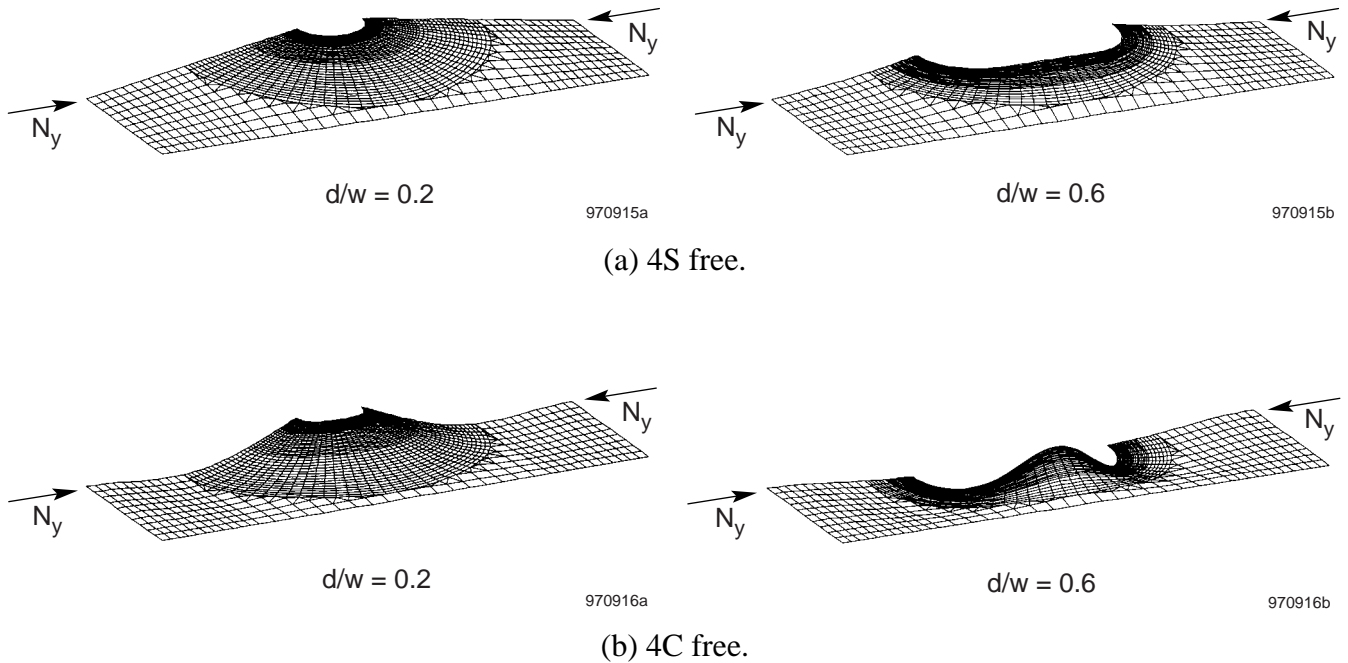 N_y
N_y
N_y
N_y
d/w = 0.2
970915a
d/w = 0.6
970915b
(a) 4S free.
N_y
N_y
N_y
N_y
d/w = 0.2
970916a
d/w = 0.6
970916b
(b) 4C free.